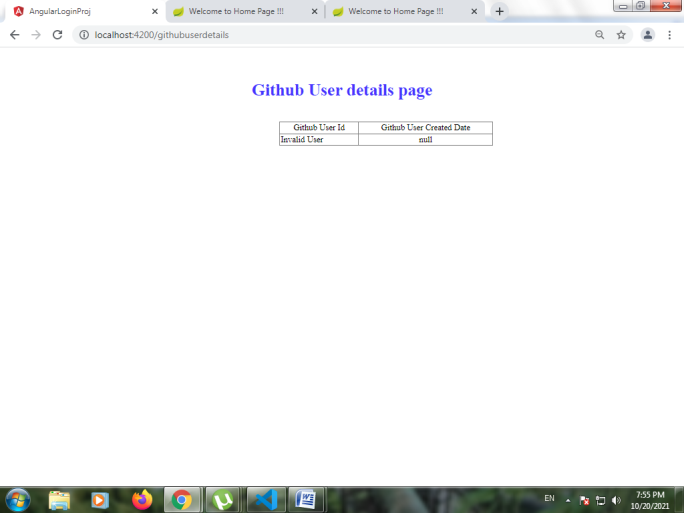 AngularLoginProj
Welcome to Home Page !!!
Welcome to Home Page !!!
localhost:4200/githubuserdetails
Github User details page
Github User Id Github User Created Date
Invalid User null
EN
7:55 PM
10/20/2021